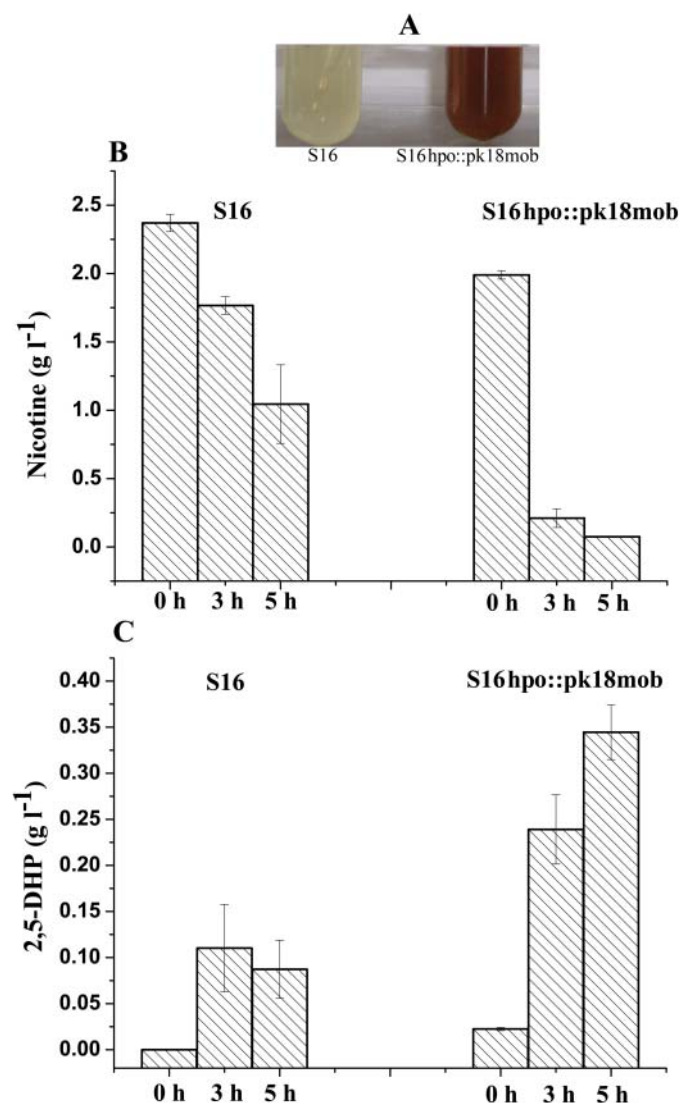 A
S16 S16hpo::pk18mob
B
S16 S16hpo::pk18mob
Nicotine (g l-1)
2.5
2.0
1.5
1.0
0.5
0.0
0 h 3 h 5 h 0 h 3 h 5 h
C
S16 S16hpo::pk18mob
2,5-DHP (g l-1)
0.40
0.35
0.30
0.25
0.20
0.15
0.10
0.05
0.00
0 h 3 h 5 h 0 h 3 h 5 h